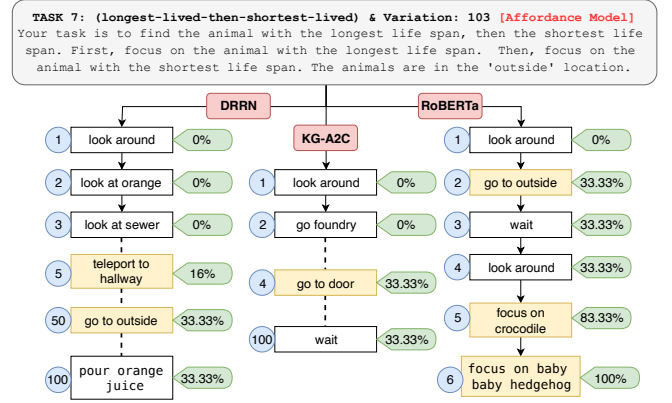 TASK 7: (longest-lived-then-shortest-lived) & Variation: 103 [Affordance Model]
Your task is to find the animal with the longest life span, then the shortest life
span. First, focus on the animal with the longest life span. Then, focus on the
animal with the shortest life span. The animals are in the 'outside' location.
DRRN
1 look around 0%
2 look at orange 0%
3 look at sewer 0%
5 teleport to
hallway 16%
50 go to outside 33.33%
100 pour orange
juice 33.33%
KG-A2C
1 look around 0%
2 go foundry 0%
4 go to door 33.33%
100 wait 33.33%
RoBERTa
1 look around 0%
2 go to outside 33.33%
3 wait 33.33%
4 look around 33.33%
5 focus on
crocodile 83.33%
6 focus on baby
baby hedgehog 100%